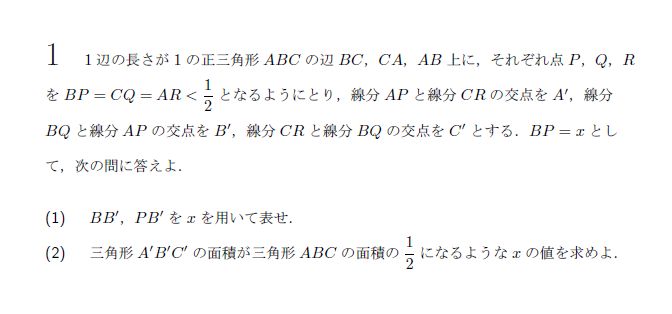 1 1辺の長さが1の正三角形 ABC の辺 BC, CA, AB 上に，それぞれ点 P, Q, R
を BP = CQ = AR < 1/2 となるようにとり，線分 AP と線分 CR の交点を A′，線分
BQ と線分 AP の交点を B′，線分 CR と線分 BQ の交点を C′ とする．BP = x とし
て，次の問に答えよ．
(1) BB′，PB′ を x を用いて表せ．
(2) 三角形 A′B′C′ の面積が三角形 ABC の面積の 1/2 になるような x の値を求めよ．